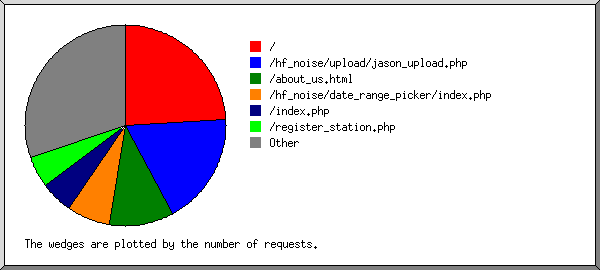 /
/hf_noise/upload/jason_upload.php
/about_us.html
/hf_noise/date_range_picker/index.php
/index.php
/register_station.php
Other
The wedges are plotted by the number of requests.